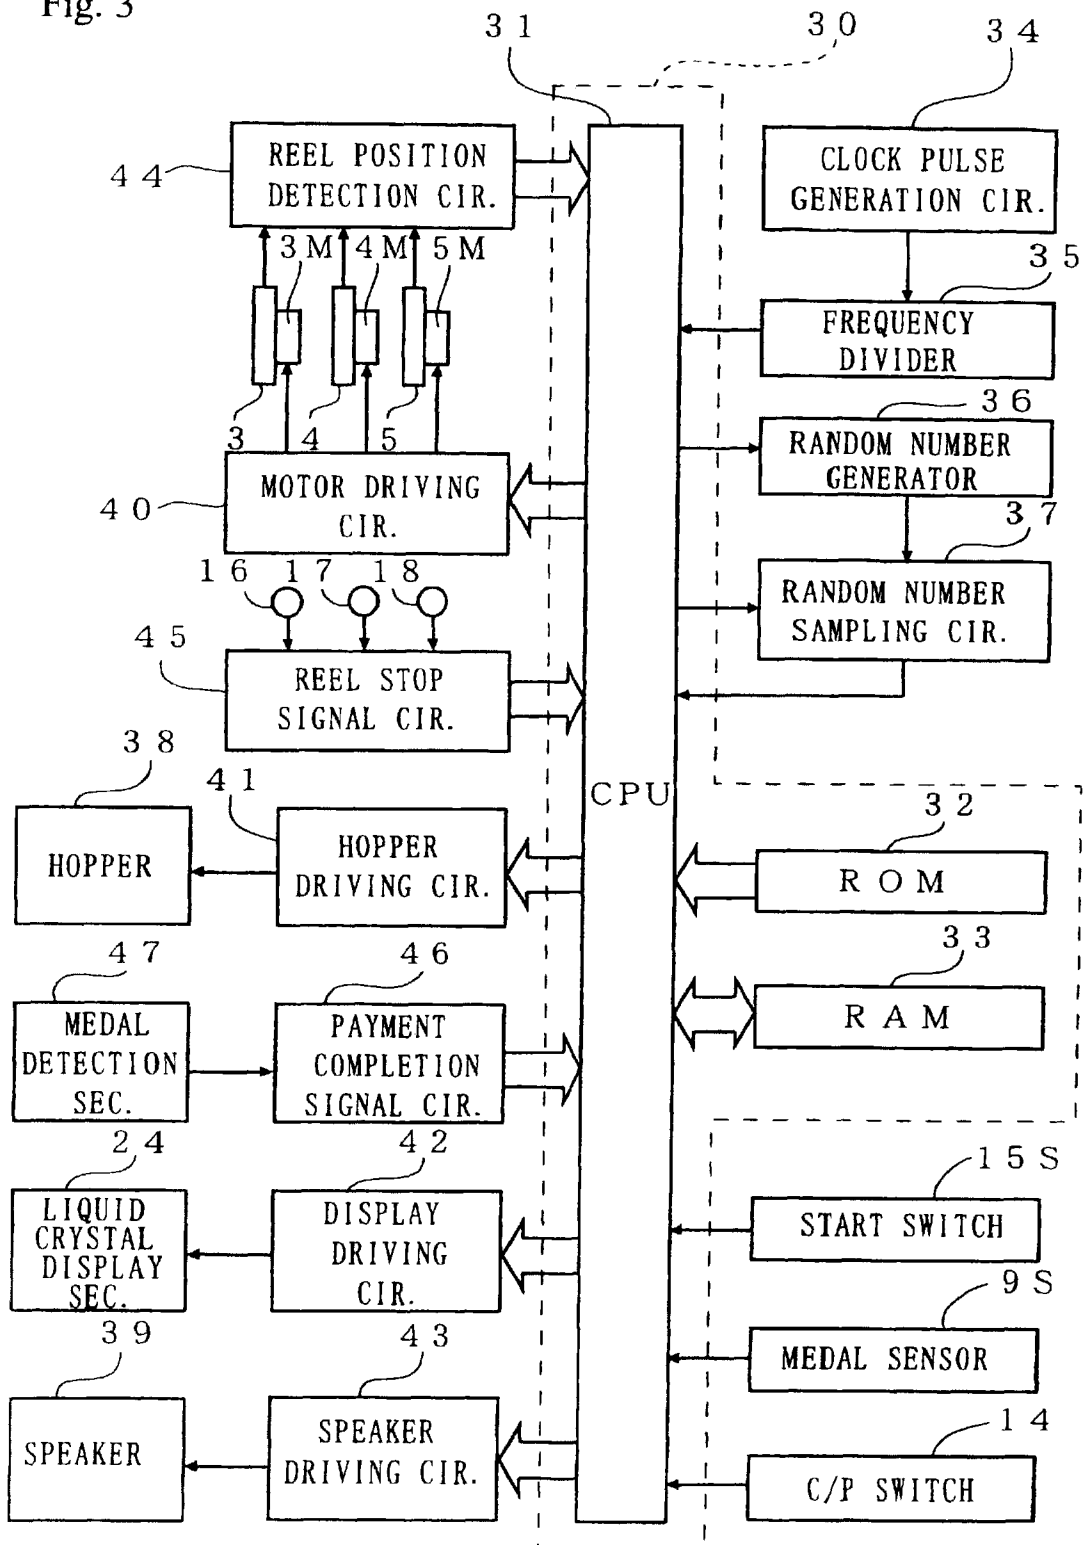 Fig. 3
31
30
34
44
REEL POSITION
DETECTION CIR.
CLOCK PULSE
GENERATION CIR.
3M
4M
5M
35
FREQUENCY
DIVIDER
3
4
5
36
RANDOM NUMBER
GENERATOR
40
MOTOR DRIVING
CIR.
37
16
17
18
RANDOM NUMBER
SAMPLING CIR.
45
REEL STOP
SIGNAL CIR.
38
41
CPU
32
HOPPER
HOPPER
DRIVING CIR.
ROM
47
46
33
MEDAL
DETECTION
SEC.
PAYMENT
COMPLETION
SIGNAL CIR.
RAM
24
42
15S
LIQUID
CRYSTAL
DISPLAY
SEC.
DISPLAY
DRIVING
CIR.
START SWITCH
39
43
9S
MEDAL SENSOR
SPEAKER
SPEAKER
DRIVING CIR.
14
C/P SWITCH